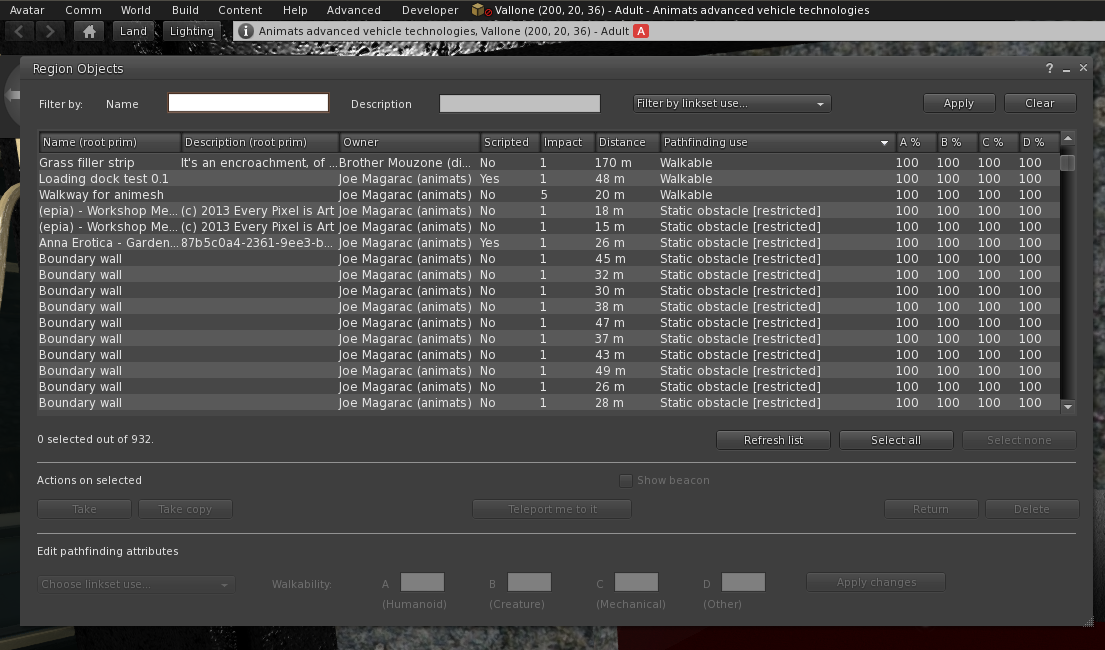 Avatar Comm World Build Content Help Advanced Developer Vallone (200, 20, 36) - Adult - Animats advanced vehicle technologies
Land Lighting i Animats advanced vehicle technologies, Vallone (200, 20, 36) - Adult A
Region Objects ? _ ×
Filter by: Name Description Filter by linkset use... Apply Clear
Name (root prim) Description (root prim) Owner Scripted Impact Distance Pathfinding use A % B % C % D %
Grass filler strip It's an encroachment, of ... Brother Mouzone (di... No 1 170 m Walkable 100 100 100 100
Loading dock test 0.1 Joe Magarac (animats) Yes 1 48 m Walkable 100 100 100 100
Walkway for animesh Joe Magarac (animats) No 5 20 m Walkable 100 100 100 100
(epia) - Workshop Me... (c) 2013 Every Pixel is Art Joe Magarac (animats) No 1 18 m Static obstacle [restricted] 100 100 100 100
(epia) - Workshop Me... (c) 2013 Every Pixel is Art Joe Magarac (animats) No 1 15 m Static obstacle [restricted] 100 100 100 100
Anna Erotica - Garden... 87b5c0a4-2361-9ee3-b... Joe Magarac (animats) Yes 1 26 m Static obstacle [restricted] 100 100 100 100
Boundary wall Joe Magarac (animats) No 1 45 m Static obstacle [restricted] 100 100 100 100
Boundary wall Joe Magarac (animats) No 1 32 m Static obstacle [restricted] 100 100 100 100
Boundary wall Joe Magarac (animats) No 1 30 m Static obstacle [restricted] 100 100 100 100
Boundary wall Joe Magarac (animats) No 1 38 m Static obstacle [restricted] 100 100 100 100
Boundary wall Joe Magarac (animats) No 1 47 m Static obstacle [restricted] 100 100 100 100
Boundary wall Joe Magarac (animats) No 1 37 m Static obstacle [restricted] 100 100 100 100
Boundary wall Joe Magarac (animats) No 1 43 m Static obstacle [restricted] 100 100 100 100
Boundary wall Joe Magarac (animats) No 1 49 m Static obstacle [restricted] 100 100 100 100
Boundary wall Joe Magarac (animats) No 1 26 m Static obstacle [restricted] 100 100 100 100
Boundary wall Joe Magarac (animats) No 1 28 m Static obstacle [restricted] 100 100 100 100
0 selected out of 932. Refresh list Select all Select none
Actions on selected Show beacon
Take Take copy Teleport me to it Return Delete
Edit pathfinding attributes
Choose linkset use... Walkability: A B C D Apply changes
(Humanoid) (Creature) (Mechanical) (Other)